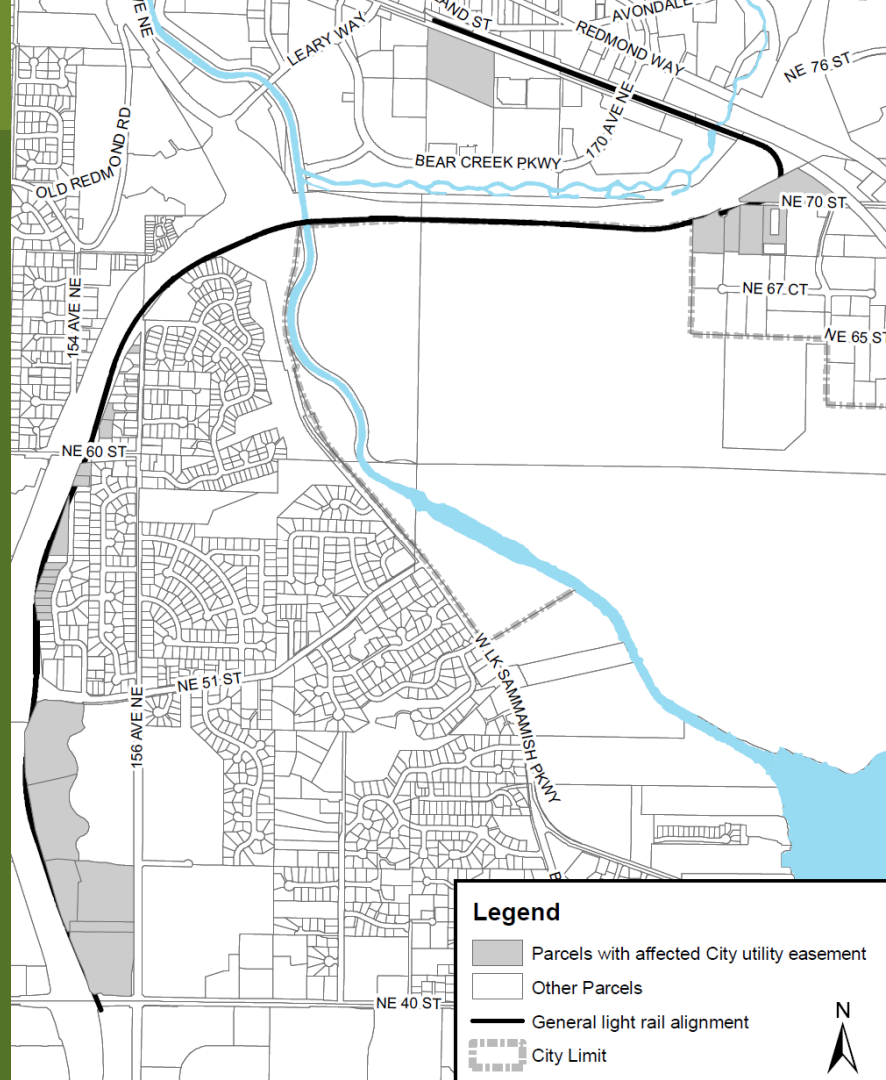 AVONDALE
LEARY WAY
REDMOND WAY
NE 76 ST
170 AVE NE
OLD REDMOND RD
BEAR CREEK PKWY
NE 70 ST
154 AVE NE
NE 67 CT
NE 65 ST
NE 60 ST
W LK SAMMAMISH PKWY
NE 51 ST
156 AVE NE
NE 40 ST
Legend
Parcels with affected City utility easement
Other Parcels
General light rail alignment
City Limit
N